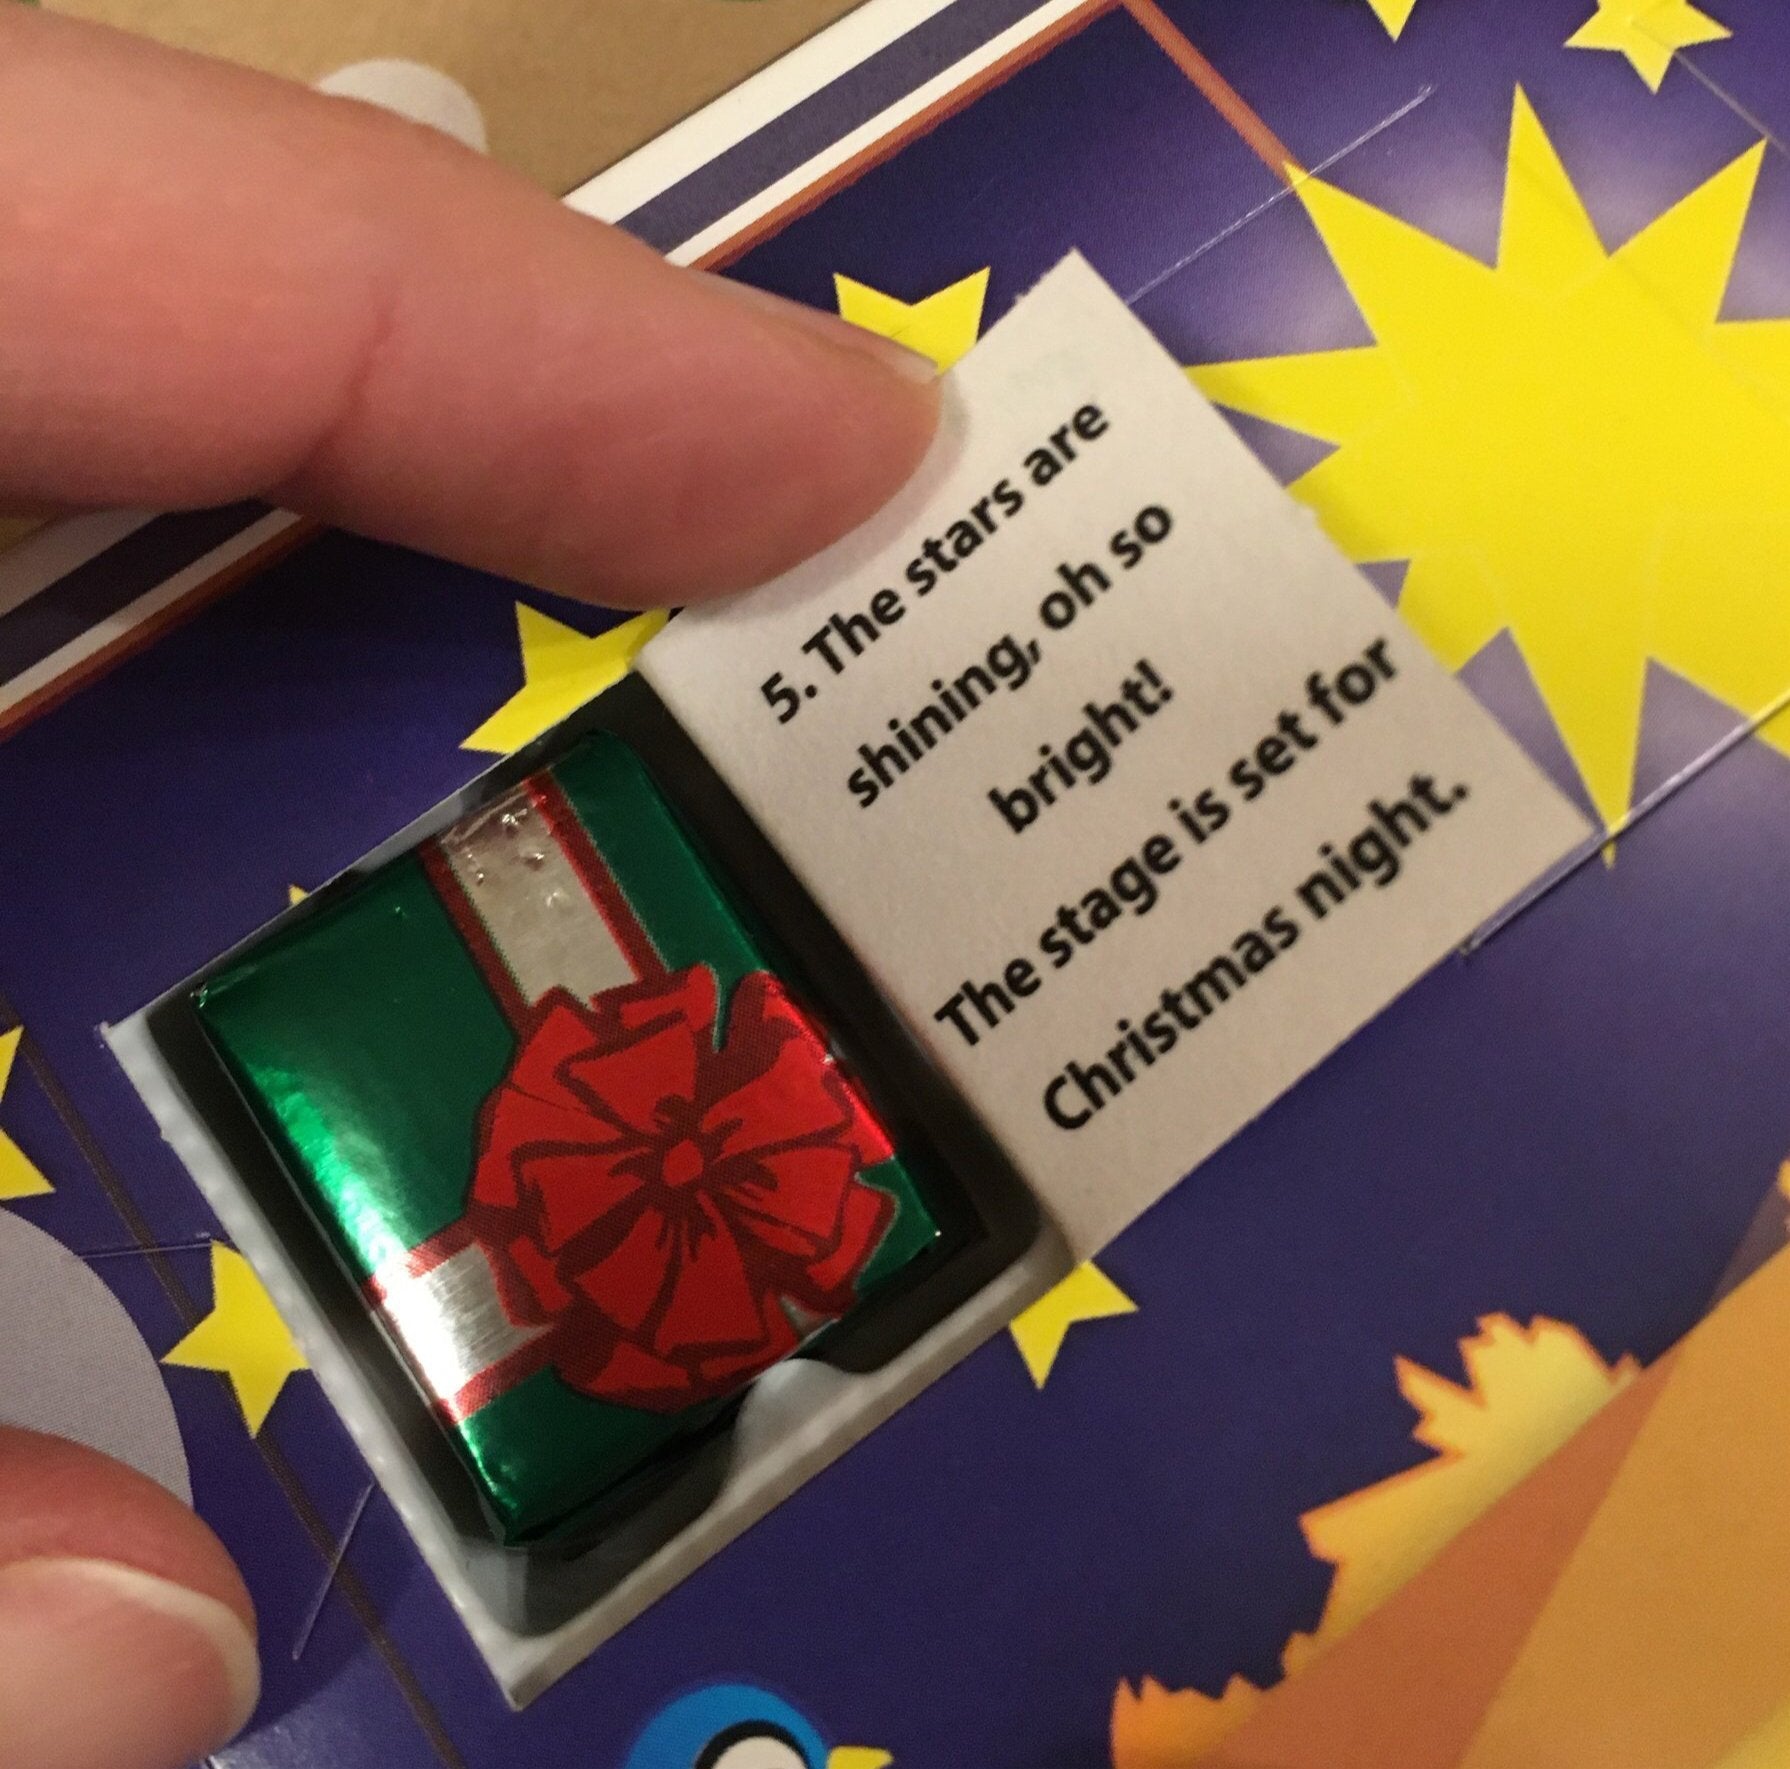 5. The stars are
shining, oh so
bright!
The stage is set for
Christmas night.